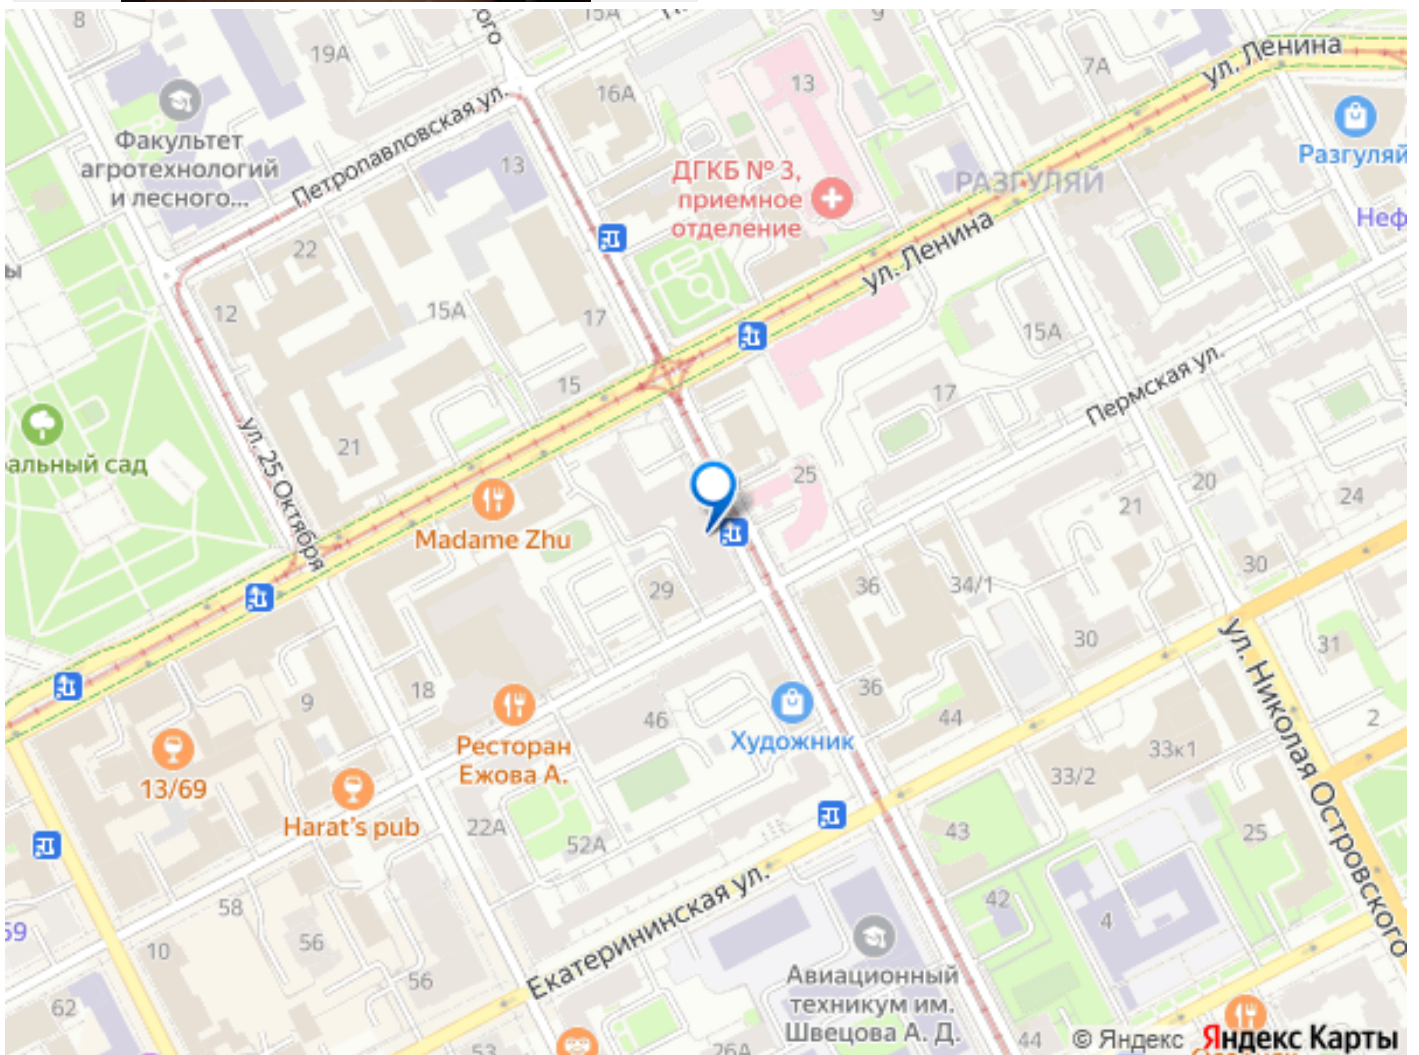 8
ого
15А
9
19А
ул. Ленина
7А
16А
13
Факультет
агротехнологий
и лесного...
Петропавловская ул.
13
ДГКБ № 3,
приемное
отделение
РАЗГУЛЯЙ
Разгуляй
Неф
ул. Ленина
ы
22
12
15А
17
15А
15
17
Пермская ул.
альный сад
ул. 25 Октября
21
25
20
24
21
Madame Zhu
29
36
34/1
30
30
31
ул. Николая Островского
18
9
46
36
44
2
Художник
33к1
33/2
Ресторан
Ежова А.
13/69
Harat's pub
22А
52А
43
25
Екатерининская ул.
58
42
4
59
10
56
56
62
Авиационный
техникум им.
Швецова А. Д.
53
26А
44
© Яндекс Яндекс Карты